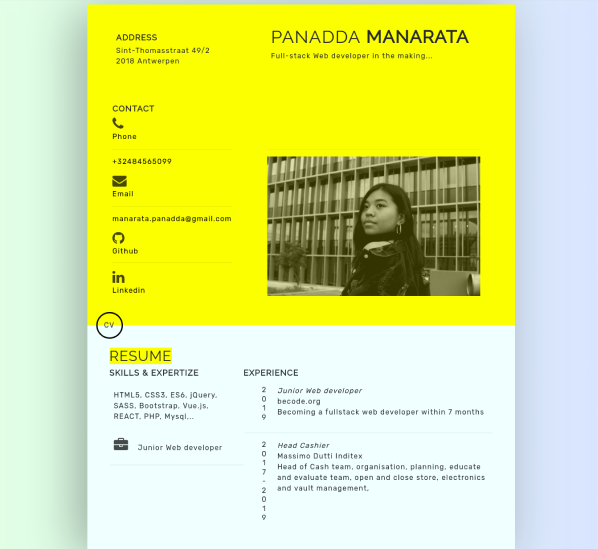 ADDRESS
Sint-Thomasstraat 49/2
2018 Antwerpen
PANADDA MANARATA
Full-stack Web developer in the making...
CONTACT
Phone
+32484565099
Email
manarata.panadda@gmail.com
Github
Linkedin
CV
RESUME
SKILLS & EXPERTIZE
HTML5, CSS3, ES6, jQuery,
SASS, Bootstrap, Vue.js,
REACT, PHP, Mysql...
Junior Web developer
EXPERIENCE
2019
Junior Web developer
becode.org
Becoming a fullstack web developer within 7 months
2017-2019
Head Cashier
Massimo Dutti Inditex
Head of Cash team, organisation, planning, educate
and evaluate team, open and close store, electronics
and vault management.